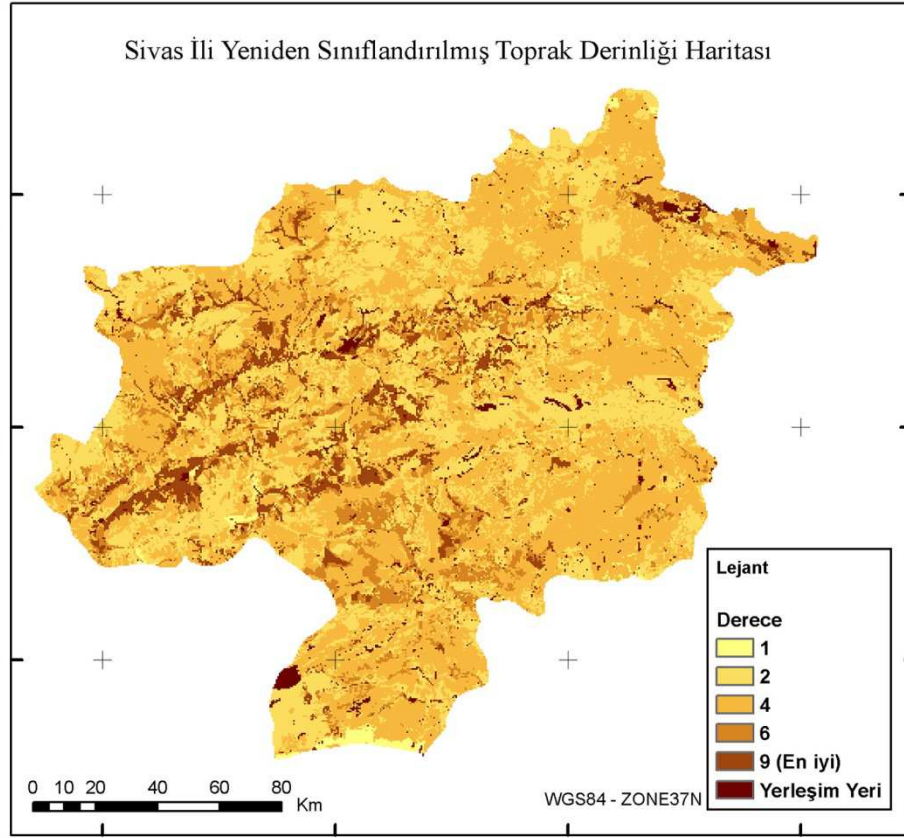 Sivas İli Yeniden Sınıflandırılmış Toprak Derinliği Haritası
Lejant
Derece
1
2
4
6
9 (En iyi)
Yerleşim Yeri
0 10 20 40 60 80
Km
WGS84 - ZONE37N